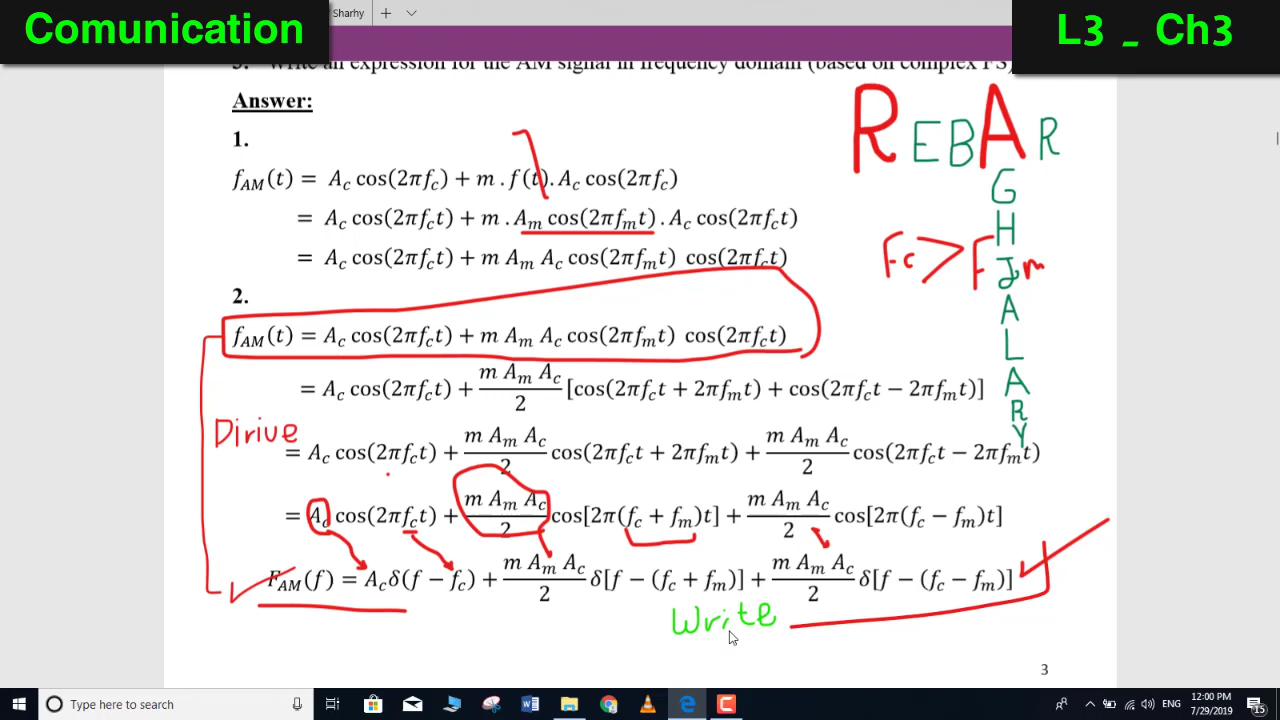 Sharhy
Comunication
L3 - Ch3
3. Write an expression for the AM signal in frequency domain (based on complex FS)
Answer:
1.
f_AM(t) = A_c cos(2πf_c) + m . f(t). A_c cos(2πf_c)
= A_c cos(2πf_c t) + m . A_m cos(2πf_m t) . A_c cos(2πf_c t)
= A_c cos(2πf_c t) + m A_m A_c cos(2πf_m t) cos(2πf_c t)
2.
f_AM(t) = A_c cos(2πf_c t) + m A_m A_c cos(2πf_m t) cos(2πf_c t)
= A_c cos(2πf_c t) + (m A_m A_c)/2 [cos(2πf_c t + 2πf_m t) + cos(2πf_c t − 2πf_m t)]
Dirive
= A_c cos(2πf_c t) + (m A_m A_c)/2 cos(2πf_c t + 2πf_m t) + (m A_m A_c)/2 cos(2πf_c t − 2πf_m t)
= A_c cos(2πf_c t) + (m A_m A_c)/2 cos[2π(f_c + f_m)t] + (m A_m A_c)/2 cos[2π(f_c − f_m)t]
F_AM(f) = A_c δ(f − f_c) + (m A_m A_c)/2 δ[f − (f_c + f_m)] + (m A_m A_c)/2 δ[f − (f_c − f_m)]
Write
REBAR
GHJALARY
Fc > Fm
3
Type here to search
ENG
12:00 PM
7/29/2019
15